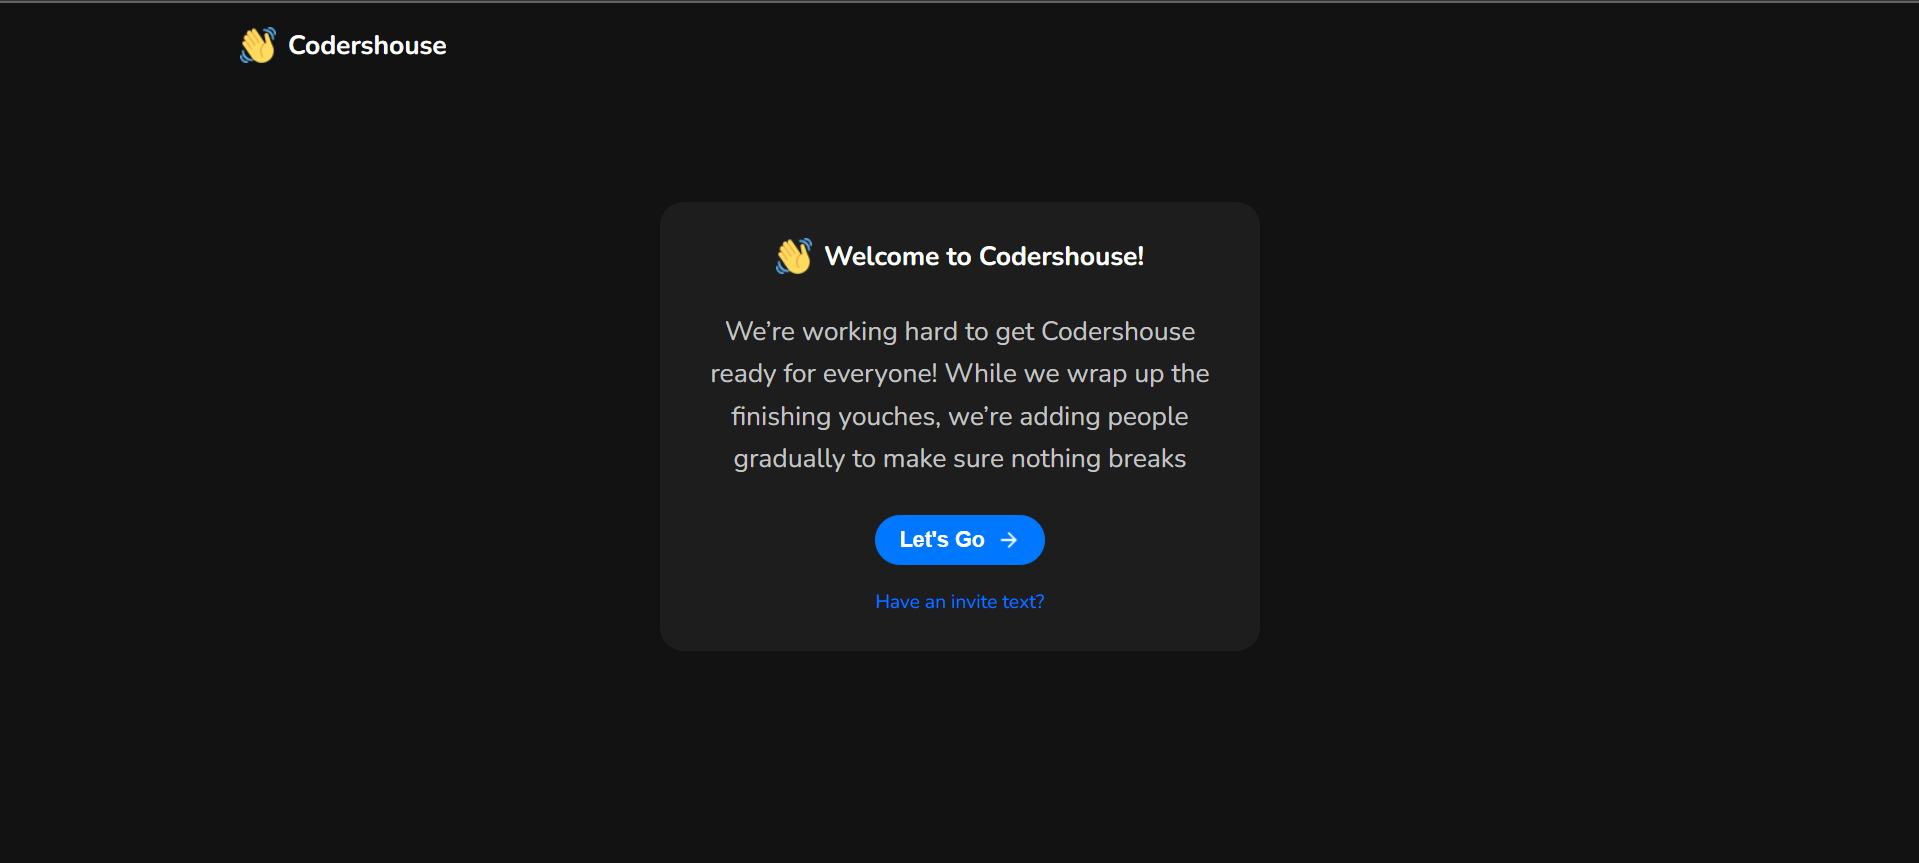 Codershouse
Welcome to Codershouse!
We’re working hard to get Codershouse
ready for everyone! While we wrap up the
finishing youches, we’re adding people
gradually to make sure nothing breaks
Let's Go
Have an invite text?